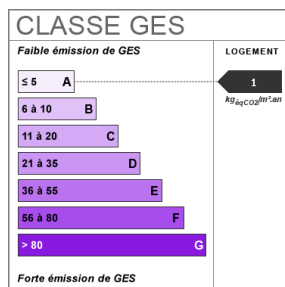 CLASSE GES
Faible émission de GES
LOGEMENT
≤ 5 A
1
kgéqCO2/m².an
6 à 10 B
11 à 20 C
21 à 35 D
36 à 55 E
56 à 80 F
> 80 G
Forte émission de GES